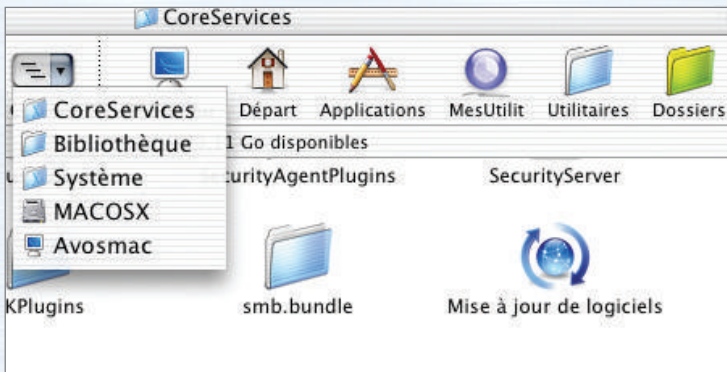 CoreServices
Départ Applications MesUtilit Utilitaires Dossiers
CoreServices
Bibliothèque
Système
MACOSX
Avosmac
Go disponibles
SecurityServer
KPlugins smb.bundle Mise à jour de logiciels